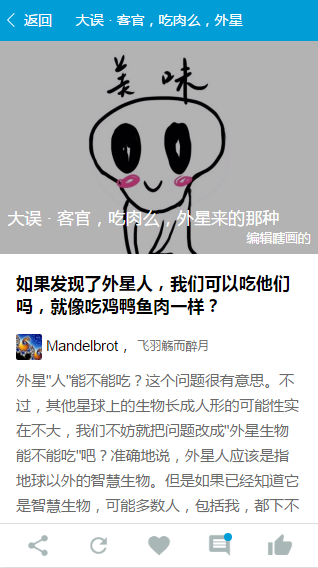 返回 大误 · 客官，吃肉么，外星
美味
大误 · 客官，吃肉么，外星来的那种
编辑瞎画的
如果发现了外星人，我们可以吃他们
吗，就像吃鸡鸭鱼肉一样？
Mandelbrot， 飞羽觞而醉月
外星"人"能不能吃？这个问题很有意思。不
过，其他星球上的生物长成人形的可能性实
在不大，我们不妨就把问题改成"外星生物
能不能吃"吧？准确地说，外星人应该是指
地球以外的智慧生物。但是如果已经知道它
是智慧生物，可能多数人，包括我，都下不